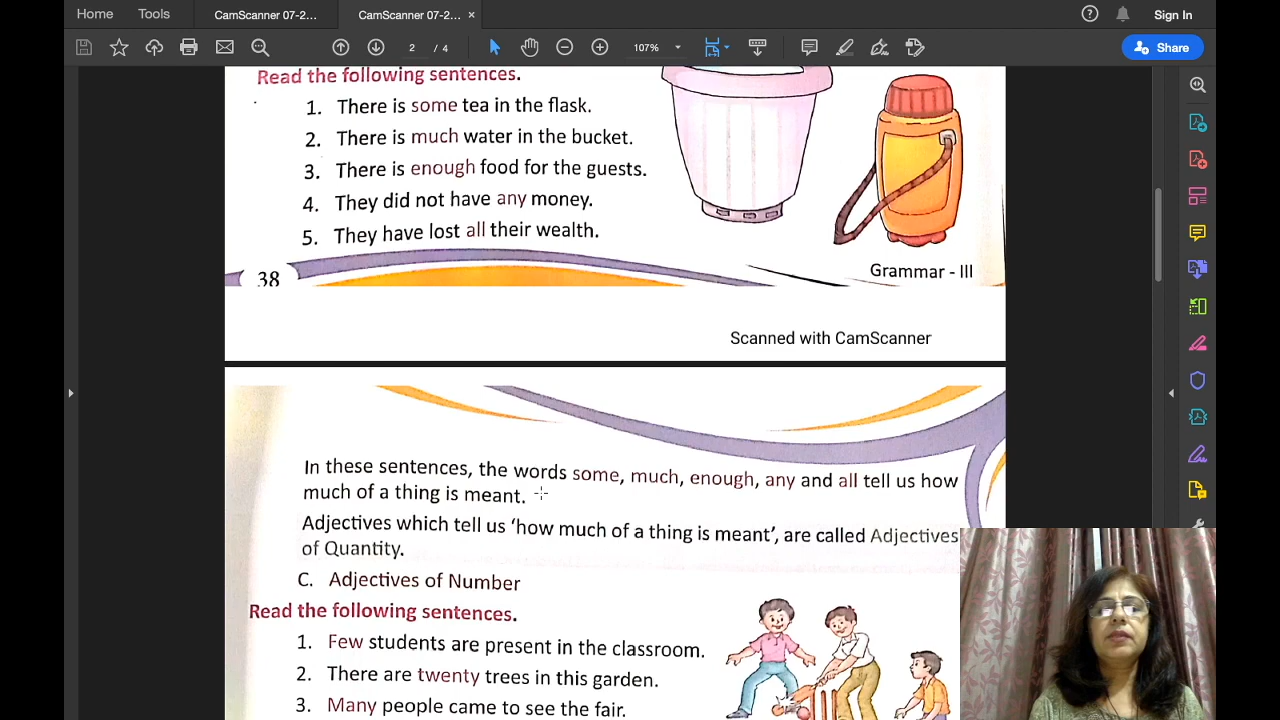 Home Tools CamScanner 07-2... CamScanner 07-2... × Sign In
2 / 4 107% Share
Read the following sentences.
1. There is some tea in the flask.
2. There is much water in the bucket.
3. There is enough food for the guests.
4. They did not have any money.
5. They have lost all their wealth.
38 Grammar - III
Scanned with CamScanner
In these sentences, the words some, much, enough, any and all tell us how
much of a thing is meant.
Adjectives which tell us ‘how much of a thing is meant’, are called Adjectives
of Quantity.
C. Adjectives of Number
Read the following sentences.
1. Few students are present in the classroom.
2. There are twenty trees in this garden.
3. Many people came to see the fair.